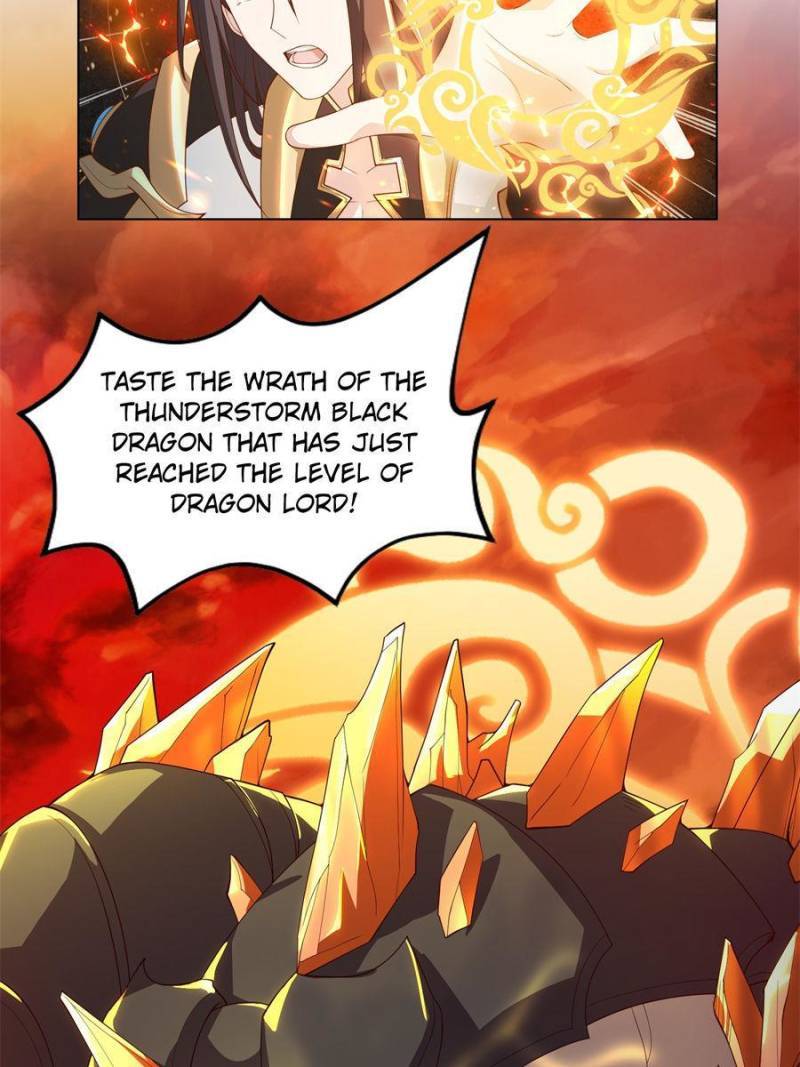 TASTE THE WRATH OF THE
THUNDERSTORM BLACK
DRAGON THAT HAS JUST
REACHED THE LEVEL OF
DRAGON LORD!